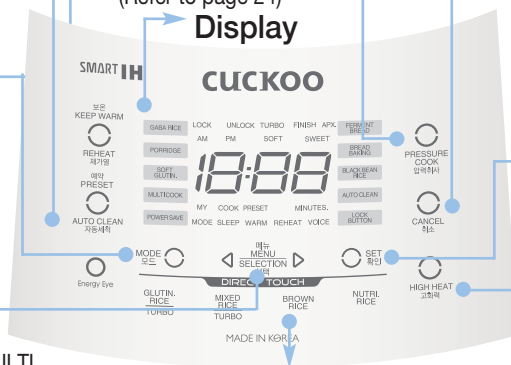 (Refer to page 24)
Display
SMART IH
CUCKOO
보온
KEEP WARM
REHEAT
재가열
예약
PRESET
AUTO CLEAN
자동세척
GABA RICE
PORRIDGE
SOFT
GLUTIN.
MULTICOOK
POWER SAVE
LOCK UNLOCK TURBO FINISH APX.
AM PM SOFT SWEET
18:88
MY COOK PRESET MINUTES.
MODE SLEEP WARM REHEAT VOICE
FERMENT
BREAD
BREAD
BAKING
BLACK BEAN
RICE
AUTO CLEAN
LOCK
BUTTON
PRESSURE
COOK
압력취사
CANCEL
취소
MODE
모드
메뉴
MENU
SELECTION
SET
확인
Energy Eye
HIGH HEAT
고화력
DIRECT TOUCH
GLUTIN.
RICE
TURBO
MIXED
RICE
TURBO
BROWN
RICE
NUTRI.
RICE
MADE IN KOREA